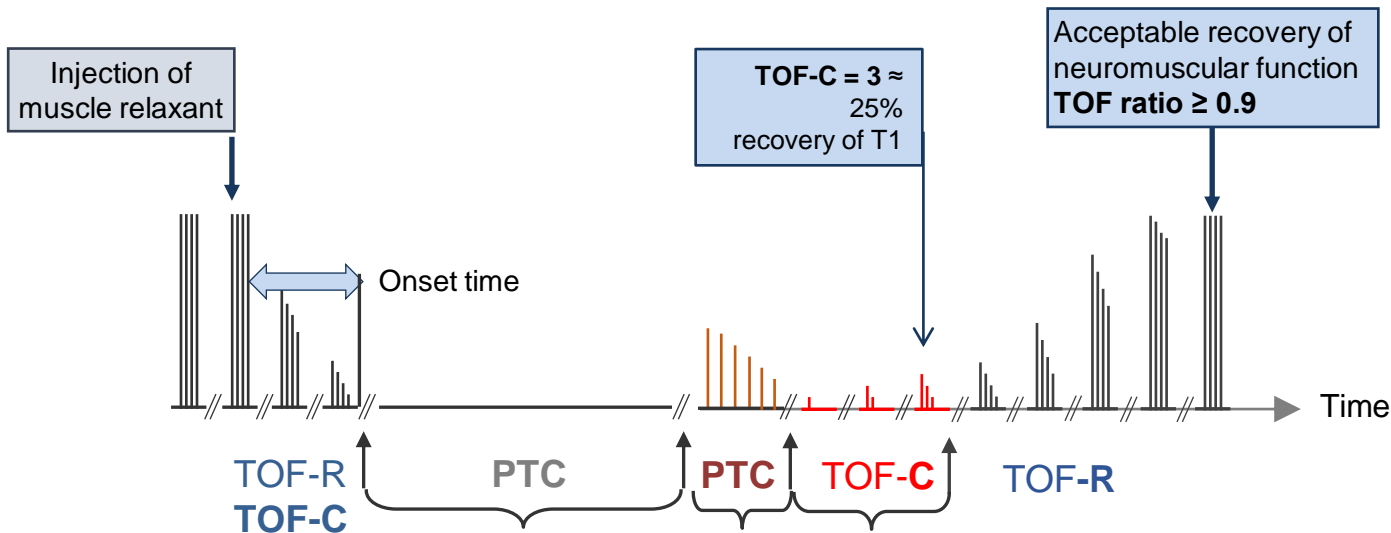 Injection of
muscle relaxant
TOF-C = 3 ≈
25%
recovery of T1
Acceptable recovery of
neuromuscular function
TOF ratio ≥ 0.9
Onset time
Time
TOF-R
TOF-C
PTC
PTC
TOF-C
TOF-R